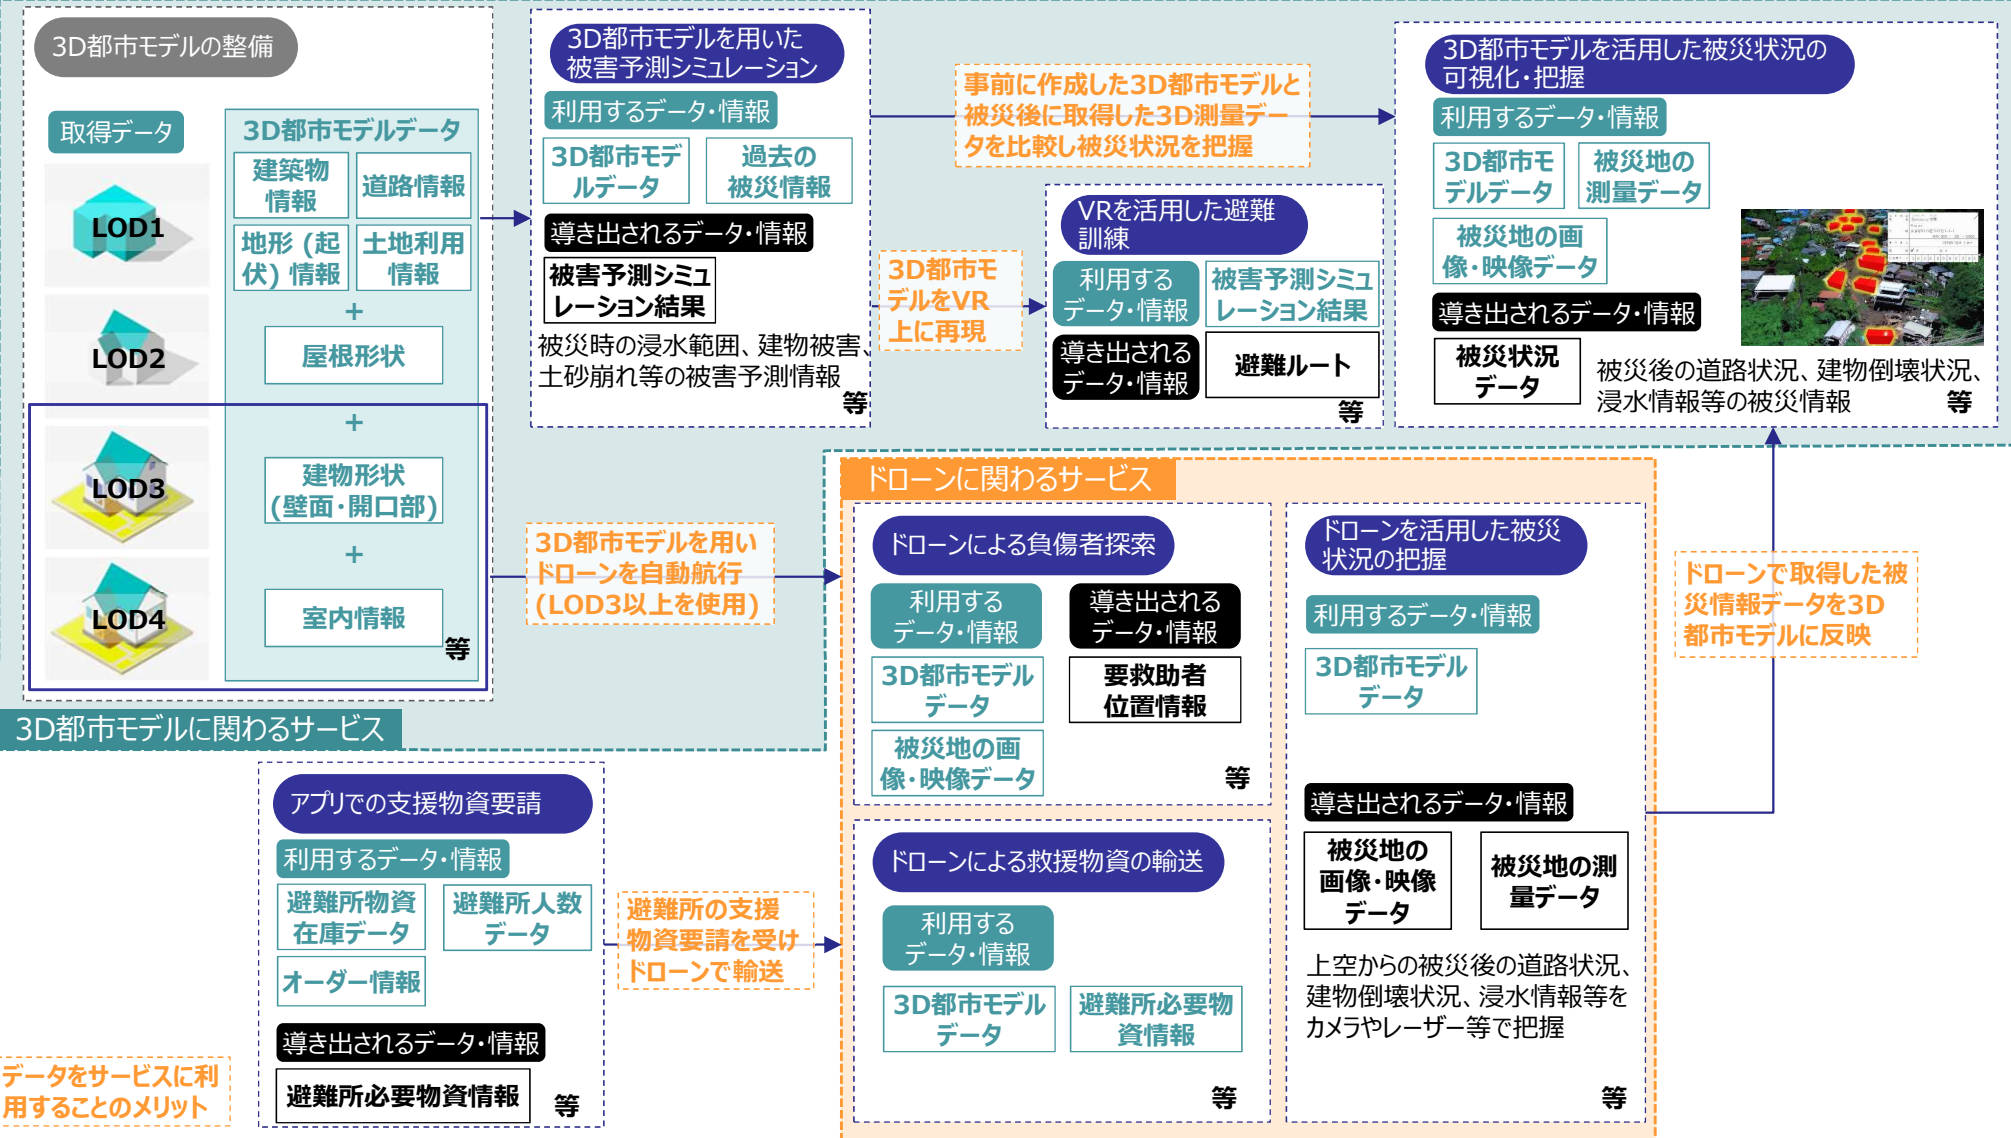 3D都市モデルの整備
取得データ
LOD1
LOD2
LOD3
LOD4
3D都市モデルデータ
建築物
情報
道路情報
地形 (起
伏) 情報
土地利用
情報
+
屋根形状
+
建物形状
(壁面・開口部)
+
室内情報
等
3D都市モデルに関わるサービス
3D都市モデルを用いた
被害予測シミュレーション
利用するデータ・情報
3D都市モデ
ルデータ
過去の
被災情報
導き出されるデータ・情報
被害予測シミュ
レーション結果
被災時の浸水範囲、建物被害、
土砂崩れ等の被害予測情報
等
事前に作成した3D都市モデルと
被災後に取得した3D測量デー
タを比較し被災状況を把握
3D都市モ
デルをVR
上に再現
VRを活用した避難
訓練
利用する
データ・情報
被害予測シミュ
レーション結果
導き出される
データ・情報
避難ルート
等
3D都市モデルを活用した被災状況の
可視化・把握
利用するデータ・情報
3D都市モ
デルデータ
被災地の
測量データ
被災地の画
像・映像データ
導き出されるデータ・情報
被災状況
データ
被災後の道路状況、建物倒壊状況、
浸水情報等の被災情報
等
3D都市モデルを用い
ドローンを自動航行
(LOD3以上を使用)
ドローンに関わるサービス
ドローンによる負傷者探索
利用する
データ・情報
3D都市モデル
データ
被災地の画
像・映像データ
導き出される
データ・情報
要救助者
位置情報
等
ドローンを活用した被災
状況の把握
利用するデータ・情報
3D都市モデル
データ
導き出されるデータ・情報
被災地の
画像・映像
データ
被災地の測
量データ
上空からの被災後の道路状況、
建物倒壊状況、浸水情報等を
カメラやレーザー等で把握
等
ドローンで取得した被
災情報データを3D
都市モデルに反映
アプリでの支援物資要請
利用するデータ・情報
避難所物資
在庫データ
避難所人数
データ
オーダー情報
導き出されるデータ・情報
避難所必要物資情報
等
避難所の支援
物資要請を受け
ドローンで輸送
ドローンによる救援物資の輸送
利用する
データ・情報
3D都市モデル
データ
避難所必要物
資情報
等
データをサービスに利
用することのメリット